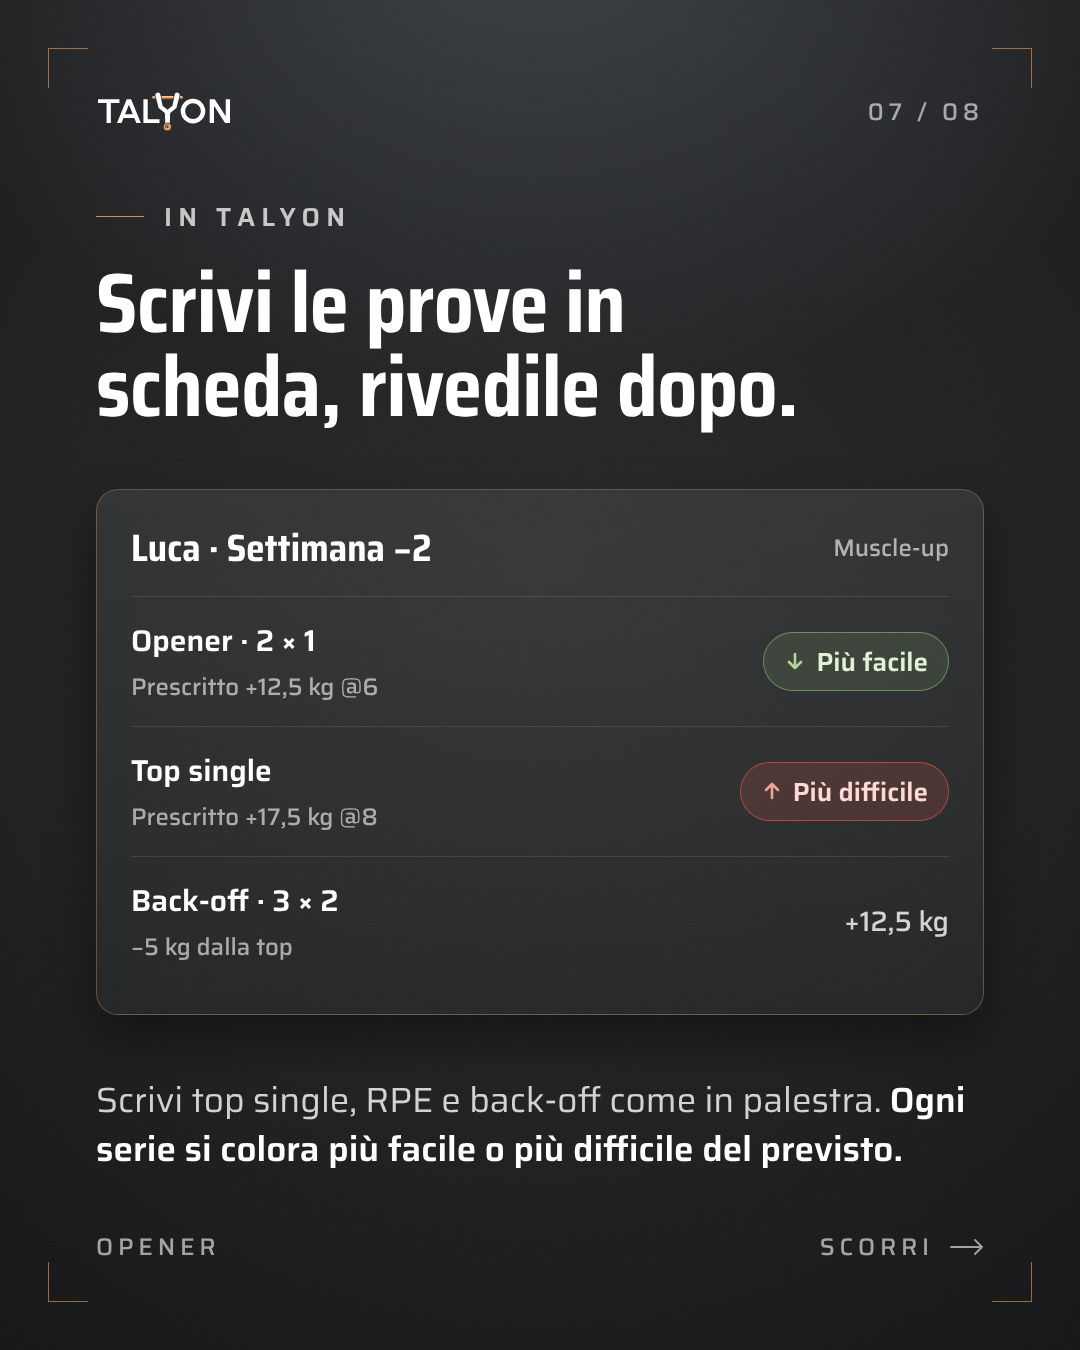 TALYON
07 / 08
IN TALYON
Scrivi le prove in
scheda, rivedile dopo.
Luca · Settimana −2
Muscle-up
Opener · 2 × 1
Prescritto +12,5 kg @6
↓ Più facile
Top single
Prescritto +17,5 kg @8
↑ Più difficile
Back-off · 3 × 2
−5 kg dalla top
+12,5 kg
Scrivi top single, RPE e back-off come in palestra. Ogni
serie si colora più facile o più difficile del previsto.
OPENER
SCORRI →